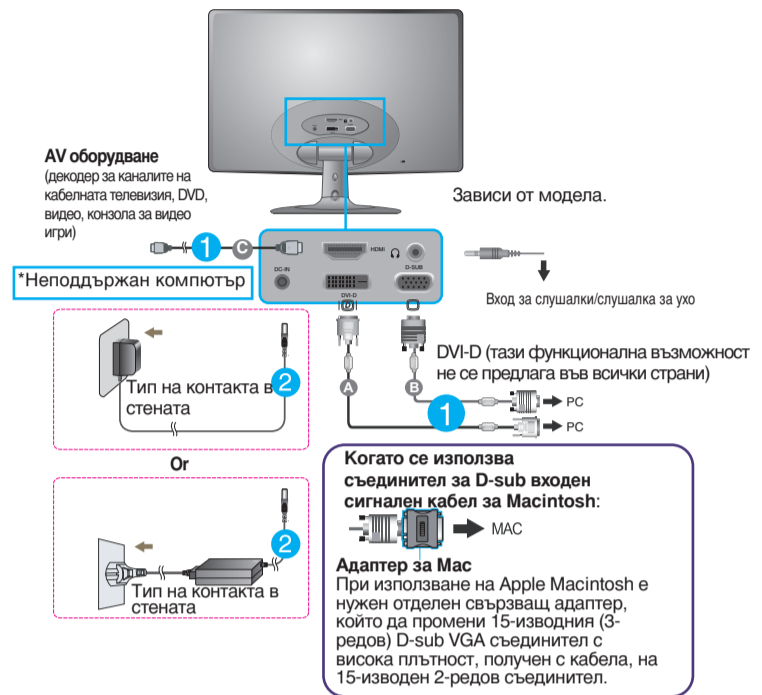 AV оборудване
(декодер за каналите на
кабелната телевизия, DVD,
видео, конзола за видео
игри)
Зависи от модела.
1
C
HDMI
DC-IN
D-SUB
DVI-D
*Неподдържан компютър
Вход за слушалки/слушалка за ухо
Тип на контакта в
стената
2
Or
Тип на контакта в
стената
2
DVI-D (тази функционална възможност
не се предлага във всички страни)
A
B
1
PC
PC
Когато се използва
съединител за D-sub входен
сигнален кабел за Macintosh:
MAC
Адаптер за Mac
При използване на Apple Macintosh е
нужен отделен свързващ адаптер,
който да промени 15-изводния (3-
редов) D-sub VGA съединител с
висока плътност, получен с кабела, на
15-изводен 2-редов съединител.